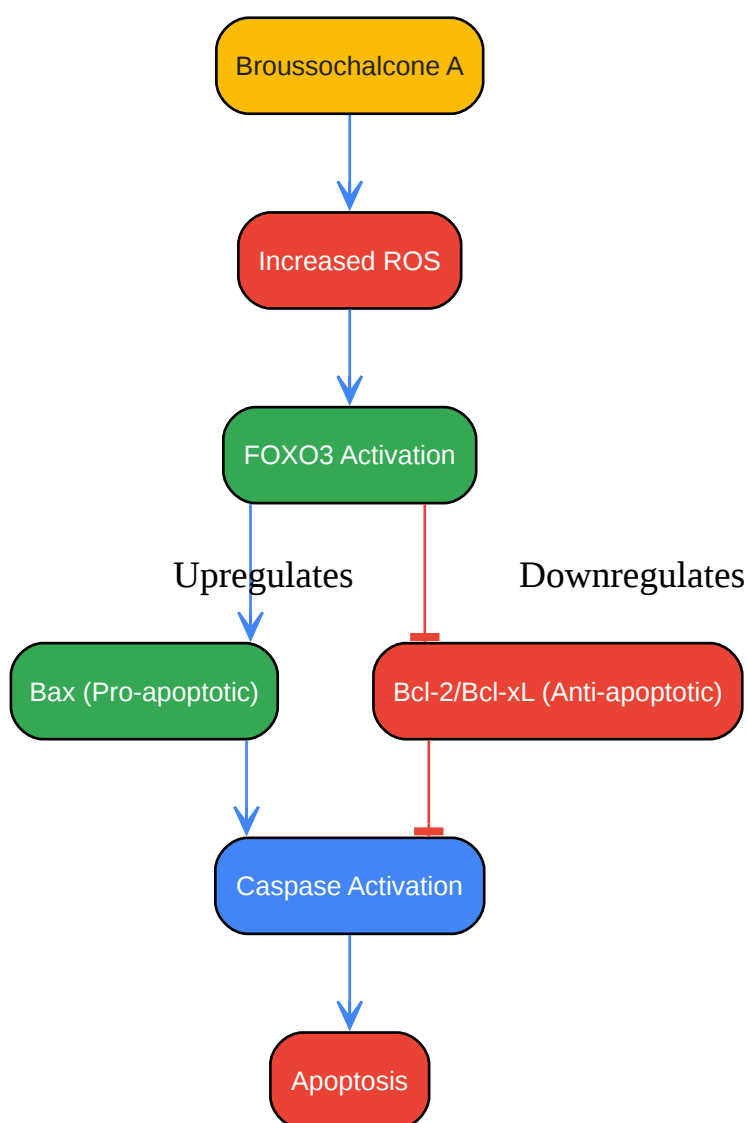 Broussochalcone A
Increased ROS
FOXO3 Activation
Upregulates
Downregulates
Bax (Pro-apoptotic)
Bcl-2/Bcl-xL (Anti-apoptotic)
Caspase Activation
Apoptosis